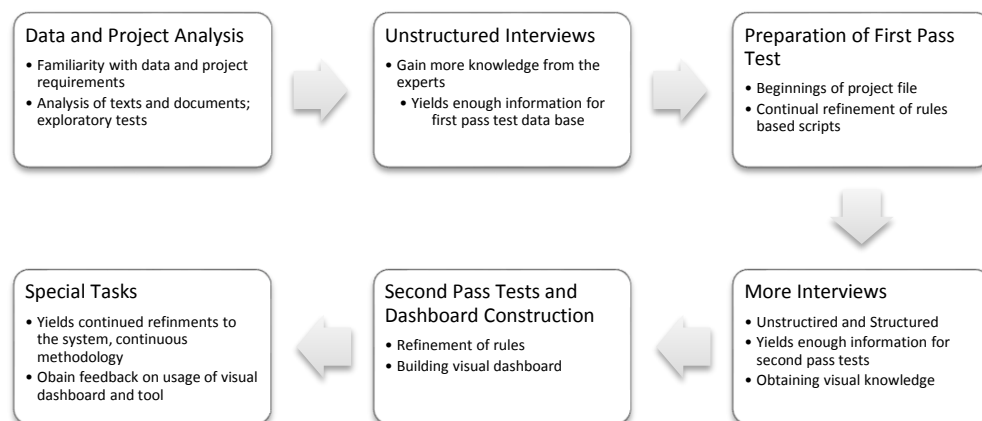 Data and Project Analysis
• Familiarity with data and project
requirements
• Analysis of texts and documents;
exploratory tests
Unstructured Interviews
• Gain more knowledge from the
experts
• Yields enough information for
first pass test data base
Preparation of First Pass
Test
• Beginnings of project file
• Continual refinement of rules
based scripts
More Interviews
• Unstructired and Structured
• Yields enough information for
second pass tests
• Obtaining visual knowledge
Second Pass Tests and
Dashboard Construction
• Refinement of rules
• Building visual dashboard
Special Tasks
• Yields continued refinments to
the system, continuous
methodology
• Obain feedback on usage of visual
dashboard and tool